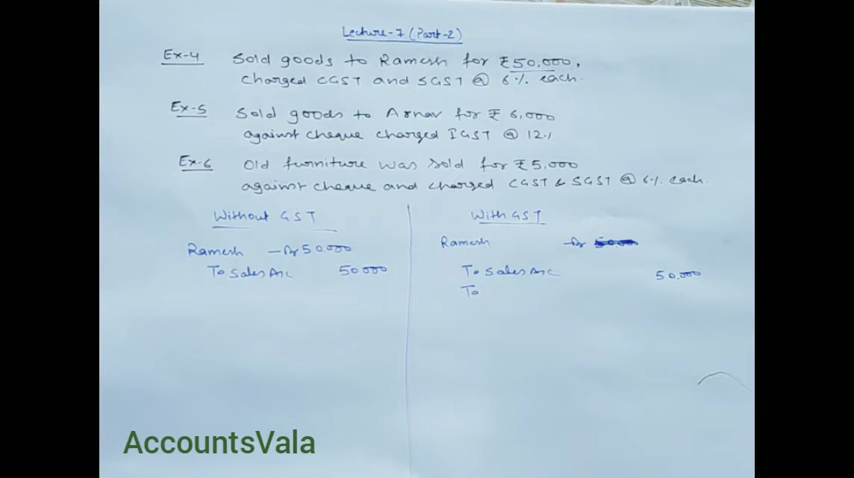 Lecture-7 (Part-2)
Ex-4 Sold goods to Ramesh for ₹50,000,
charged CGST and SGST @ 6% each.
Ex-5 Sold goods to Arnav for ₹ 6,000
against cheque charged IGST @ 12%
Ex-6 Old furniture was sold for ₹5,000
against cheque and charged CGST & SGST @ 6% each.
Without GST
Ramesh — Dr 50000
To Sales A/c 50000
With GST
Ramesh — Dr
To Sales A/c 50,000
To
AccountsVala